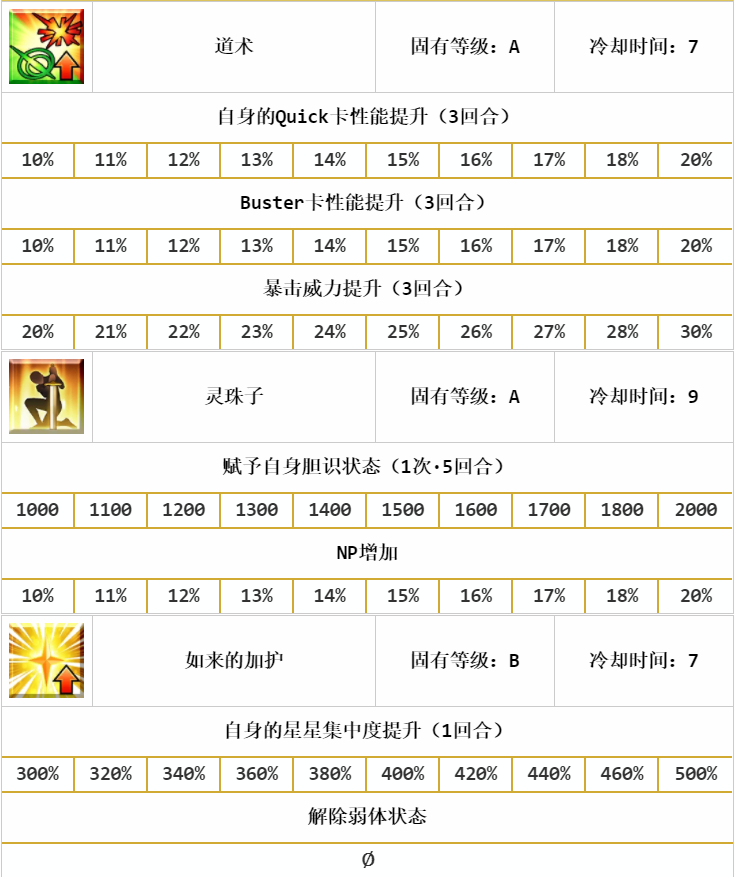 道术 固有等级：A 冷却时间：7
自身的Quick卡性能提升（3回合）
10% 11% 12% 13% 14% 15% 16% 17% 18% 20%
Buster卡性能提升（3回合）
10% 11% 12% 13% 14% 15% 16% 17% 18% 20%
暴击威力提升（3回合）
20% 21% 22% 23% 24% 25% 26% 27% 28% 30%
灵珠子 固有等级：A 冷却时间：9
赋予自身胆识状态（1次·5回合）
1000 1100 1200 1300 1400 1500 1600 1700 1800 2000
NP增加
10% 11% 12% 13% 14% 15% 16% 17% 18% 20%
如来的加护 固有等级：B 冷却时间：7
自身的星星集中度提升（1回合）
300% 320% 340% 360% 380% 400% 420% 440% 460% 500%
解除弱体状态
Ø